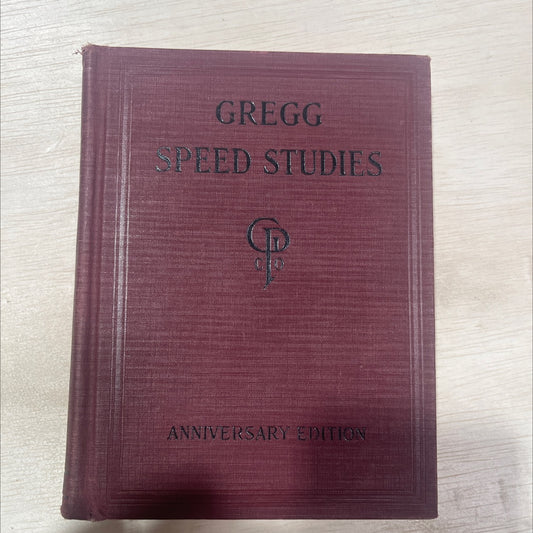 GREGG
SPEED STUDIES
ANNIVERSARY EDITION